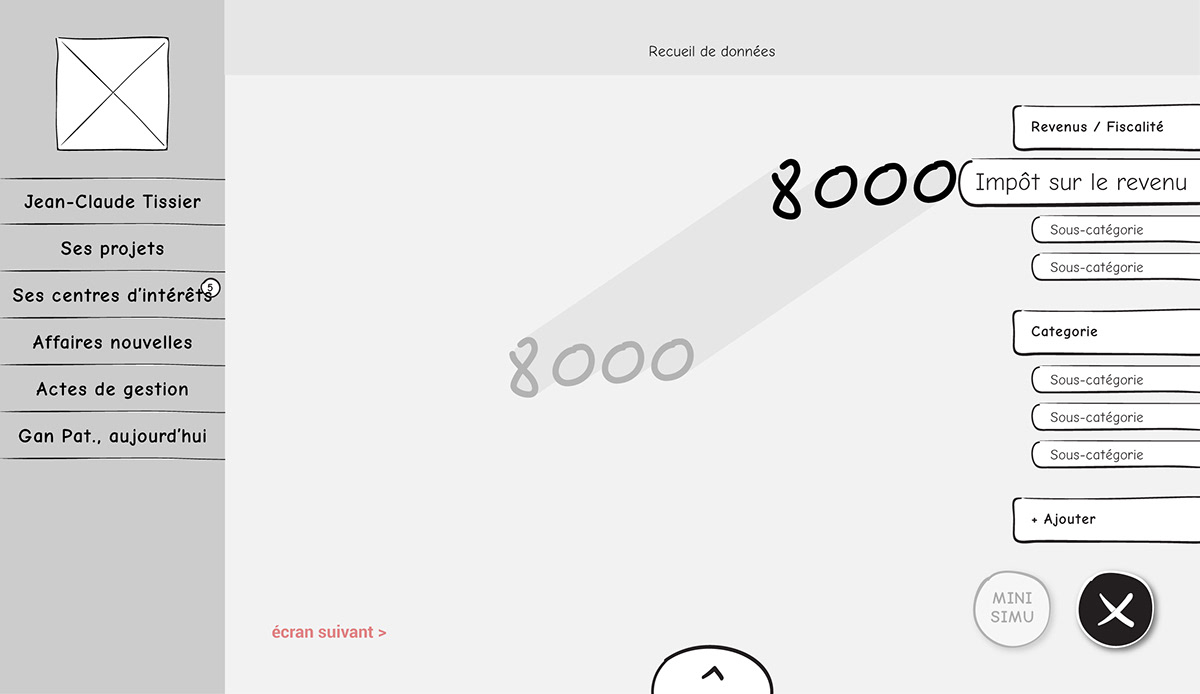 Recueil de données
Jean-Claude Tissier
Ses projets
Ses centres d'intérêts
5
Affaires nouvelles
Actes de gestion
Gan Pat., aujourd'hui
8000
8000
Revenus / Fiscalité
Impôt sur le revenu
Sous-catégorie
Sous-catégorie
Categorie
Sous-catégorie
Sous-catégorie
Sous-catégorie
+ Ajouter
MINI
SIMU
écran suivant >